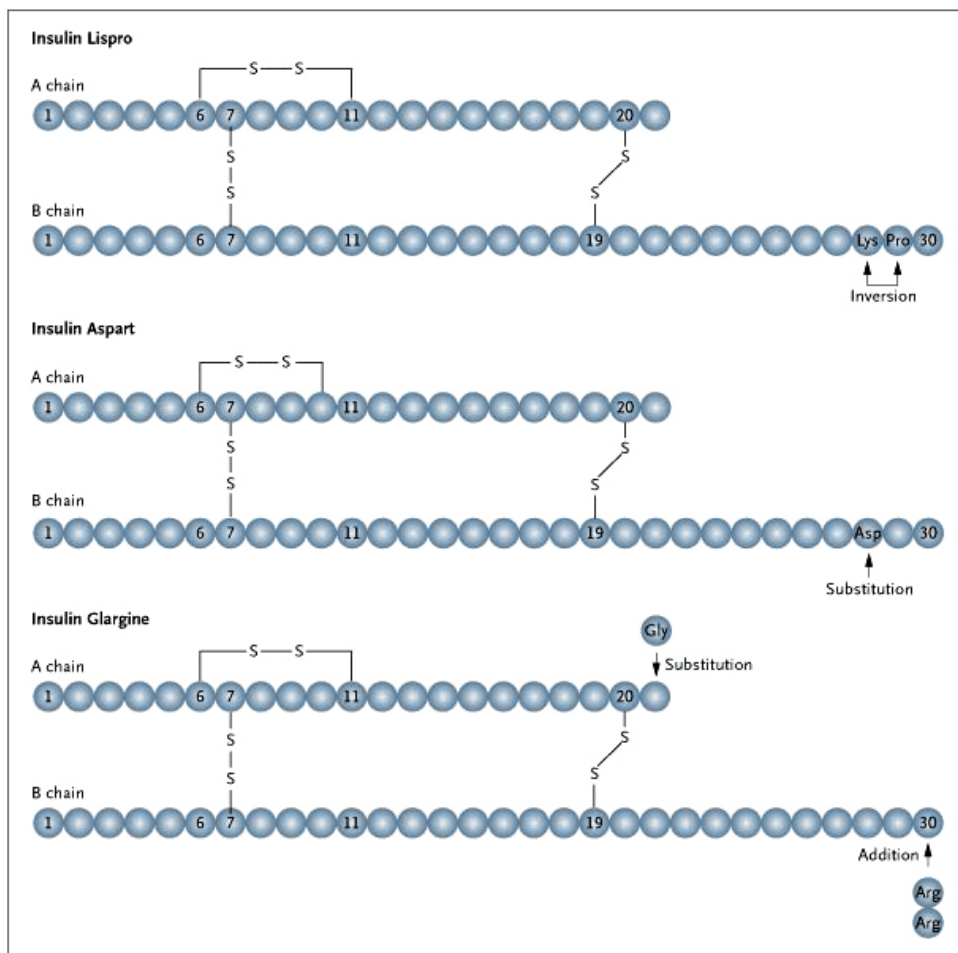 Insulin Lispro
S S
A chain
1 6 7 11 20
S S
S S
B chain
1 6 7 11 19 Lys Pro 30
Inversion
Insulin Aspart
S S
A chain
1 6 7 11 20
S S
S S
B chain
1 6 7 11 19 Asp 30
Substitution
Insulin Glargine
Gly
S S
A chain
Substitution
1 6 7 11 20
S S
S S
B chain
1 6 7 11 19 30
Addition
Arg
Arg